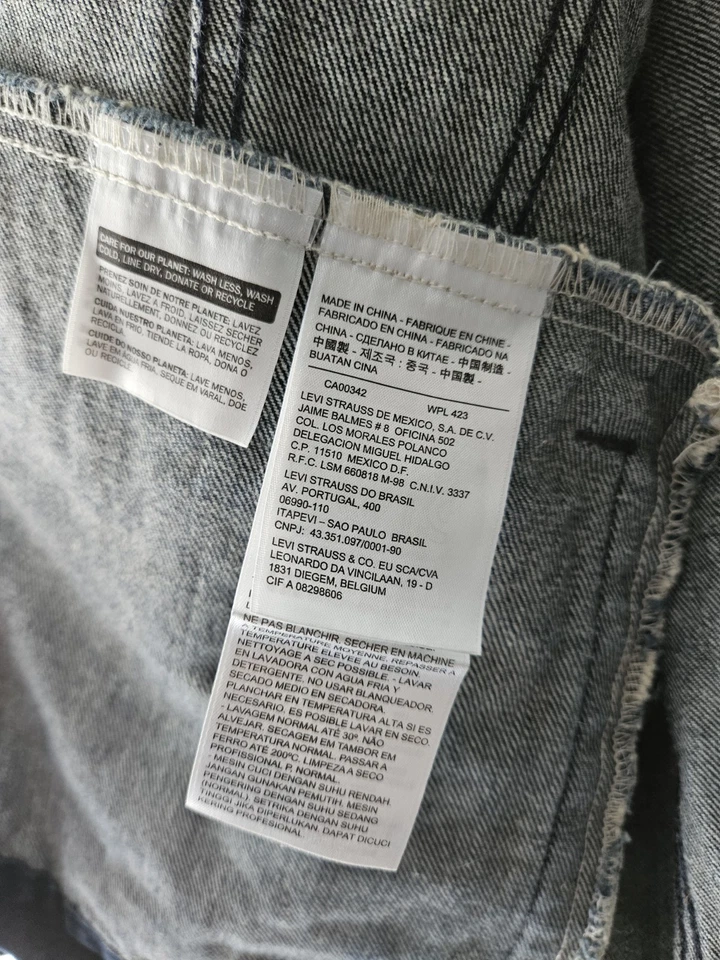 CARE FOR OUR PLANET: WASH LESS, WASH
COLD, LINE DRY, DONATE OR RECYCLE
PRENEZ SOIN DE NOTRE PLANETE: LAVEZ
MOINS, LAVEZ A FROID, LAISSEZ SECHER
NATURELLEMENT, DONNEZ OU RECYCLEZ
CUIDA NUESTRO PLANETA: LAVA MENOS,
LAVA EN FRIO, TIENDE LA ROPA, DONA O
RECICLA.
CUIDE DO NOSSO PLANETA: LAVE MENOS,
LAVE EM AGUA FRIA, SEQUE EM VARAL, DOE
OU RECICLE.
MADE IN CHINA - FABRIQUE EN CHINE -
FABRICADO EN CHINA - FABRICADO NA
CHINA - СДЕЛАНО В КИТАЕ - 中国制造 -
中國製 - 제조국 : 중국 - 中国製 -
BUATAN CINA
CA00342 WPL 423
LEVI STRAUSS DE MEXICO, S.A. DE C.V.
JAIME BALMES # 8 OFICINA 502
COL. LOS MORALES POLANCO
DELEGACION MIGUEL HIDALGO
C.P. 11510 MEXICO D.F.
R.F.C. LSM 660818 M-98 C.N.I.V. 3337
LEVI STRAUSS DO BRASIL
AV. PORTUGAL, 400
06990-110
ITAPEVI – SAO PAULO BRASIL
CNPJ: 43.351.097/0001-90
LEVI STRAUSS & CO. EU SCA/CVA
LEONARDO DA VINCILAAN, 19 - D
1831 DIEGEM, BELGIUM
CIF A 08298606
NE PAS BLANCHIR. SECHER EN MACHINE
A TEMPERATURE MOYENNE. REPASSER A
TEMPERATURE ELEVEE AU BESOIN.
NETTOYAGE A SEC POSSIBLE. - LAVAR
EN LAVADORA CON AGUA FRIA Y
DETERGENTE. NO USAR BLANQUEADOR.
SECADO MEDIO EN SECADORA.
PLANCHAR EN TEMPERATURA ALTA SI ES
NECESARIO. ES POSIBLE LAVAR EN SECO.
- LAVAGEM NORMAL ATÉ 30º. NÃO
ALVEJAR. SECAGEM EM TAMBOR EM
TEMPERATURA NORMAL. PASSAR A
FERRO ATÉ 200ºC. LIMPEZA A SECO
PROFISSIONAL P, NORMAL.
- MESIN CUCI DENGAN SUHU RENDAH.
JANGAN GUNAKAN PEMUTIH. MESIN
PENGERING DENGAN SUHU SEDANG
(NORMAL). SETRIKA DENGAN SUHU
TINGGI JIKA DIPERLUKAN. DAPAT DICUCI
KERING PROFESIONAL.